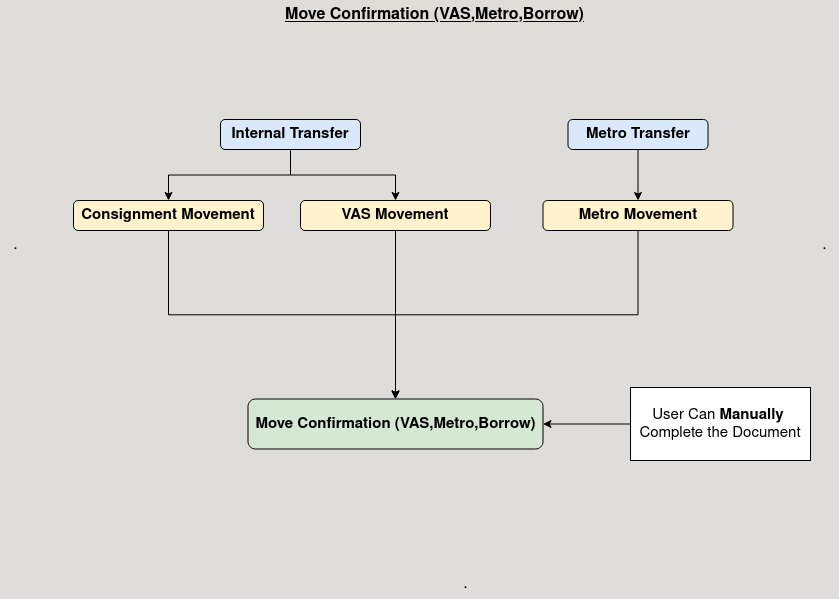 Move Confirmation (VAS,Metro,Borrow)
Internal Transfer
Metro Transfer
Consignment Movement
VAS Movement
Metro Movement
Move Confirmation (VAS,Metro,Borrow)
User Can Manually
Complete the Document